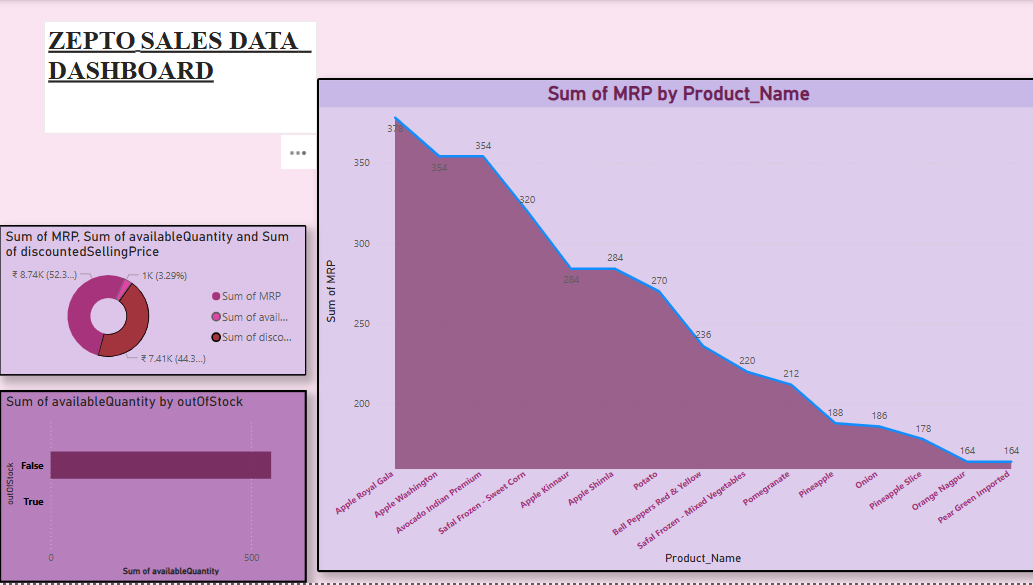 ZEPTO SALES DATA
DASHBOARD
Sum of MRP by Product_Name
Sum of MRP
350
300
250
200
378
354
354
320
284
284
270
236
220
212
188
186
178
164
164
Apple Royal Gala
Apple Washington
Avocado Indian Premium
Safal Frozen - Sweet Corn
Apple Kinnaur
Apple Shimla
Potato
Bell Peppers Red & Yellow
Safal Frozen - Mixed Vegetables
Pomegranate
Pineapple
Onion
Pineapple Slice
Orange Nagpur
Pear Green Imported
Product_Name
Sum of MRP, Sum of availableQuantity and Sum
of discountedSellingPrice
₹ 8.74K (52.3...)
1K (3.29%)
₹ 7.41K (44.3...)
Sum of MRP
Sum of avail...
Sum of disco...
Sum of availableQuantity by outOfStock
outOfStock
False
True
0
500
Sum of availableQuantity